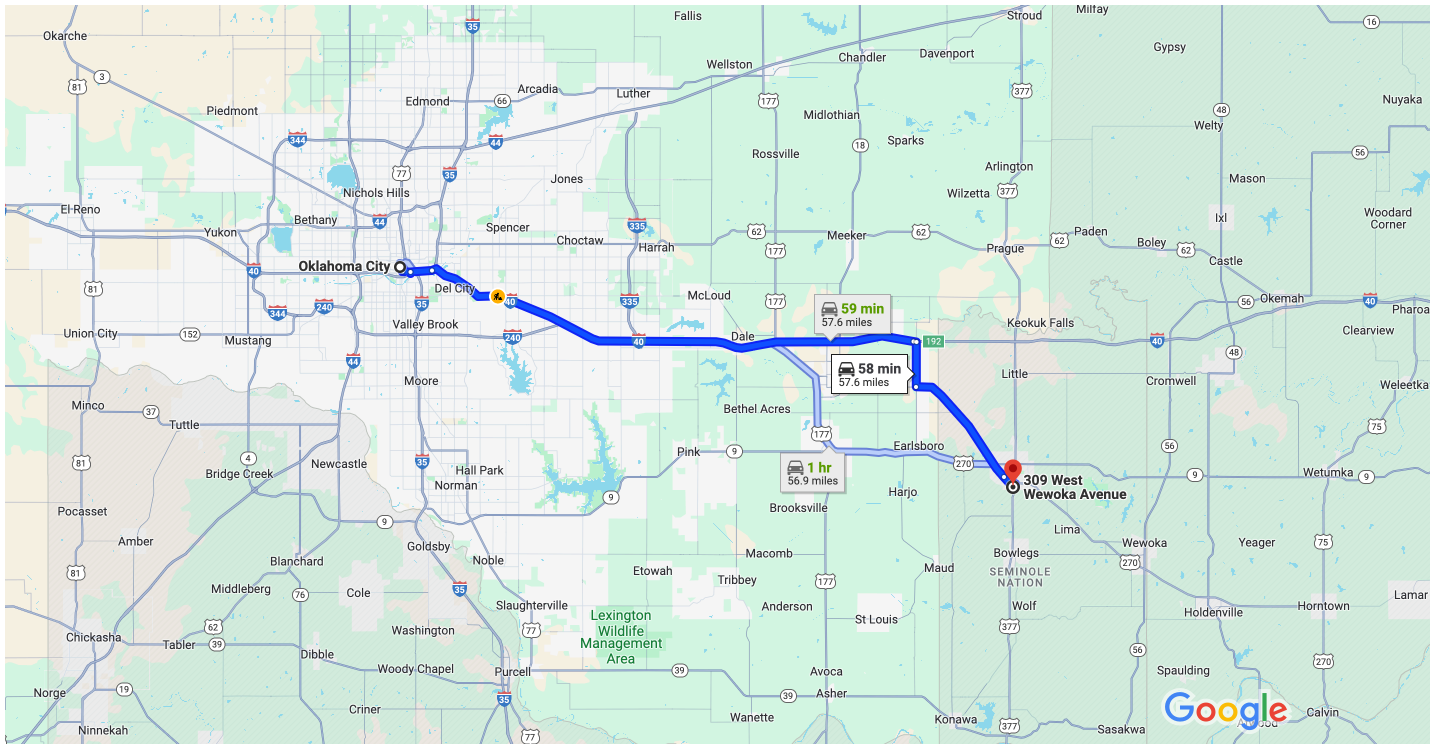 Fallis
Stroud
Milfay
35
16
Okarche
Gypsy
Davenport
Chandler
Wellston
3
81
Arcadia
Luther
377
Nuyaka
Edmond
66
177
48
Piedmont
Midlothian
Welty
344
44
Sparks
18
Rossville
56
Arlington
77
35
Jones
Mason
Nichols Hills
Wilzetta
377
El Reno
Bethany
44
Ixl
Woodard
Corner
Yukon
Spencer
335
62
Meeker
62
Paden
Choctaw
Harrah
177
Prague
62
Boley
62
Castle
Oklahoma City
40
81
Del City
McLoud
59 min
57.6 miles
40
335
177
56
Okemah
40
344
240
35
Pharoa
Union City
152
Mustang
Valley Brook
240
40
Dale
Keokuk Falls
192
40
Clearview
44
48
58 min
57.6 miles
Little
Cromwell
Moore
Weleetka
Minco
37
Bethel Acres
Tuttle
177
75
Earlsboro
56
4
Pink
9
81
Newcastle
35
270
Bridge Creek
Hall Park
1 hr
56.9 miles
9
Wetumka
9
Norman
309 West
Wewoka Avenue
9
Harjo
Pocasset
Brooksville
9
Lima
Amber
Goldsby
Wewoka
Yeager
75
Macomb
Bowlegs
Blanchard
Noble
270
Maud
SEMINOLE
NATION
81
Etowah
Tribbey
177
Middleberg
35
76
Cole
Slaughterville
Anderson
Wolf
Horntown
Lamar
Lexington
Wildlife
Management
Area
St Louis
Holdenville
62
Washington
77
377
Chickasha
Tabler
39
56
Dibble
270
Woody Chapel
Purcell
39
Avoca
Spaulding
Norge
19
39
Asher
35
Criner
Google
Wanette
Konawa
Calvin
Ninnekah
77
377
Sasakwa